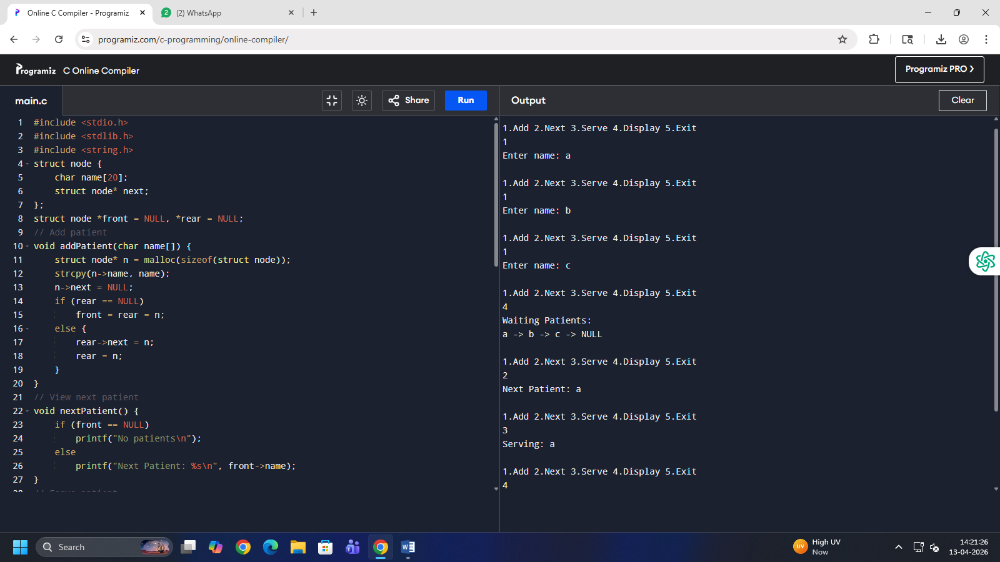 Online C Compiler - Programiz
2
(2) WhatsApp
programiz.com/c-programming/online-compiler/
Programiz C Online Compiler
Programiz PRO ❯
main.c
Share
Run
Output
Clear
1 #include <stdio.h>
2 #include <stdlib.h>
3 #include <string.h>
4 struct node {
5     char name[20];
6     struct node* next;
7 };
8 struct node *front = NULL, *rear = NULL;
9 // Add patient
10 void addPatient(char name[]) {
11     struct node* n = malloc(sizeof(struct node));
12     strcpy(n->name, name);
13     n->next = NULL;
14     if (rear == NULL)
15         front = rear = n;
16     else {
17         rear->next = n;
18         rear = n;
19     }
20 }
21 // View next patient
22 void nextPatient() {
23     if (front == NULL)
24         printf("No patients\n");
25     else
26         printf("Next Patient: %s\n", front->name);
27 }
28 // Serve patient
1.Add 2.Next 3.Serve 4.Display 5.Exit
1
Enter name: a
1.Add 2.Next 3.Serve 4.Display 5.Exit
1
Enter name: b
1.Add 2.Next 3.Serve 4.Display 5.Exit
1
Enter name: c
1.Add 2.Next 3.Serve 4.Display 5.Exit
4
Waiting Patients:
a -> b -> c -> NULL
1.Add 2.Next 3.Serve 4.Display 5.Exit
2
Next Patient: a
1.Add 2.Next 3.Serve 4.Display 5.Exit
3
Serving: a
1.Add 2.Next 3.Serve 4.Display 5.Exit
4
Search
UV
High UV
Now
14:21:26
13-04-2026